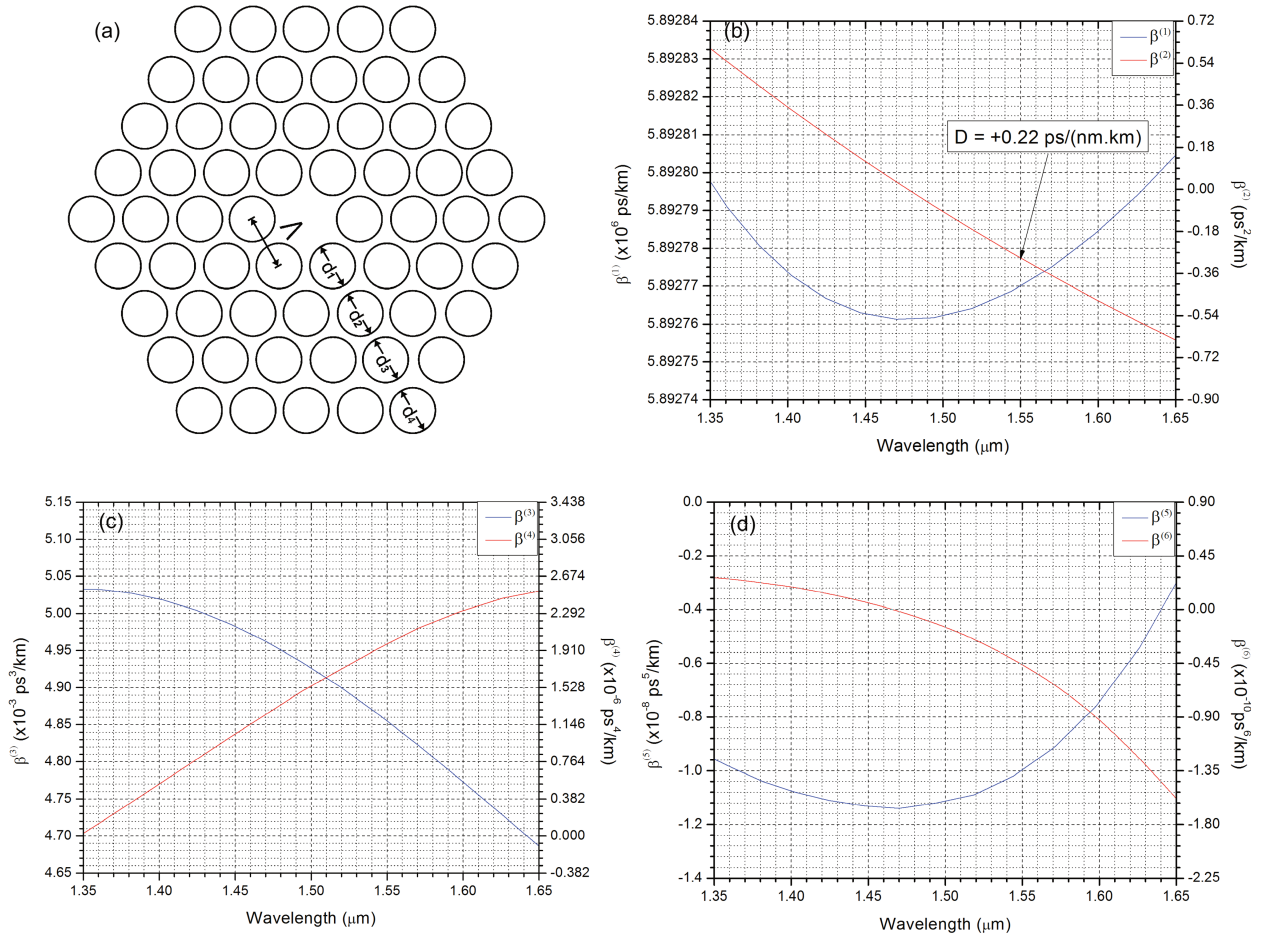 (a)
Λ
d1
d2
d3
d4
(b)
β(1)
β(2)
D = +0.22 ps/(nm.km)
5.89284
5.89283
5.89282
5.89281
5.89280
5.89279
5.89278
5.89277
5.89276
5.89275
5.89274
β(1) (x10^6 ps/km)
0.72
0.54
0.36
0.18
0.00
-0.18
-0.36
-0.54
-0.72
-0.90
β(2) (ps^2/km)
1.35 1.40 1.45 1.50 1.55 1.60 1.65
Wavelength (μm)
(c)
β(3)
β(4)
5.15
5.10
5.05
5.00
4.95
4.90
4.85
4.80
4.75
4.70
4.65
β(3) (x10^-3 ps^3/km)
3.438
3.056
2.674
2.292
1.910
1.528
1.146
0.764
0.382
0.000
-0.382
β(4) (x10^-6 ps^4/km)
1.35 1.40 1.45 1.50 1.55 1.60 1.65
Wavelength (μm)
(d)
β(5)
β(6)
0.0
-0.2
-0.4
-0.6
-0.8
-1.0
-1.2
-1.4
β(5) (x10^-8 ps^5/km)
0.90
0.45
0.00
-0.45
-0.90
-1.35
-1.80
-2.25
β(6) (x10^-10 ps^6/km)
1.35 1.40 1.45 1.50 1.55 1.60 1.65
Wavelength (μm)